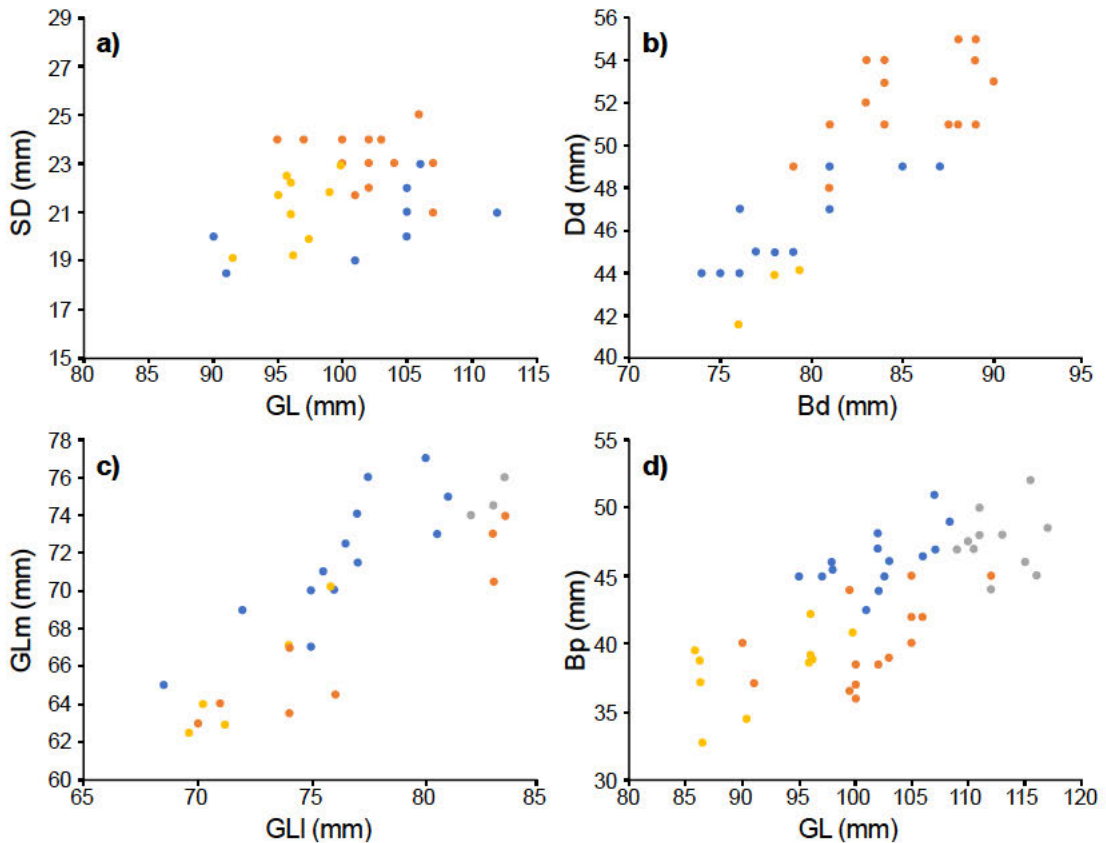 a)
29
27
25
23
21
19
17
15
SD (mm)
80 85 90 95 100 105 110 115
GL (mm)
b)
56
54
52
50
48
46
44
42
40
Dd (mm)
70 75 80 85 90 95
Bd (mm)
c)
78
76
74
72
70
68
66
64
62
60
GLm (mm)
65 70 75 80 85
GLl (mm)
d)
55
50
45
40
35
30
Bp (mm)
80 85 90 95 100 105 110 115 120
GL (mm)